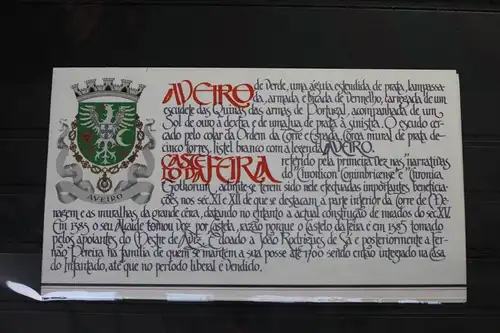 AVEIRO
AVEIRO de verde, uma águia estendida de prata, lampassa-
da, armada e bicada de vermelho, carregada de um
escudete das Quinas das armas de Portugal, acompanhada de um
Sol de ouro à dextra e de uma lua de prata à sinistra. O escudo cir-
cado pelo colar da Ordem da Torre e Espada. Coroa mural de prata de
cinco torres, listel branco com a legenda AVEIRO.
CASTELO DA FEIRA referido pela primeira vez nas narrativas
do "Chronicon Conimbricense" e "Chronica
Gothorum", admite-se terem sido nele efectuadas importantes beneficia-
ções nos séc. XI e XII de que se destacam, a parte inferior da Torre de Me-
nagem e as muralhas da grande cêrca, datando no entanto a actual construção de meados do séc. XV.
Em 1383 o seu Alcaide tomou voz por Castela, razão porque o Castelo da Feira é em 1385 tomado
pelos apoiantes do Mestre de Avis. É doado a João Rodrigues de Sá e posteriormente a Fer-
não Pereira na família de quem se mantém a sua posse até 1700 sendo então integrado na Casa
do Infantado, até que no período liberal é vendido.